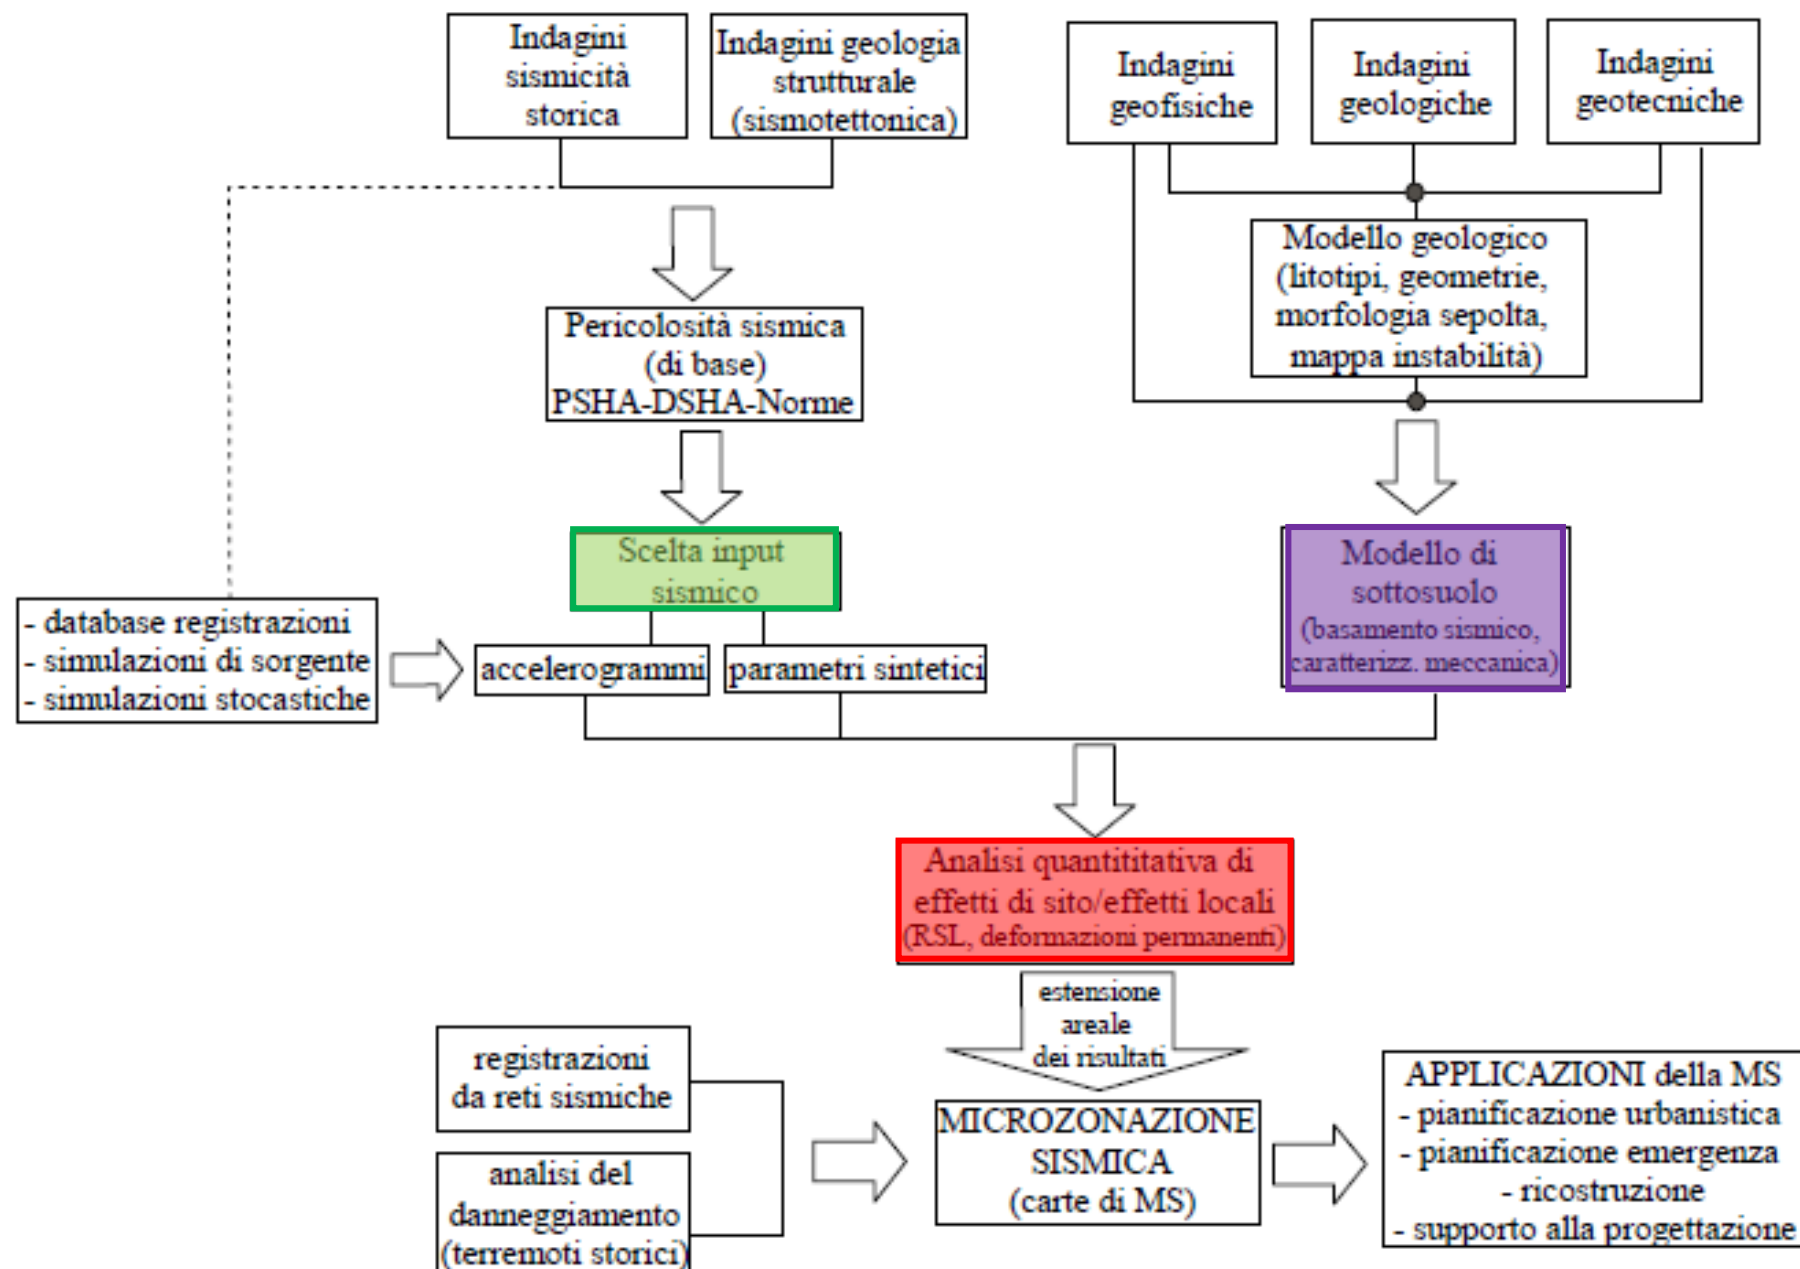 Indagini
sismicità
storica
Indagini geologia
strutturale
(sismotettonica)
Indagini
geofisiche
Indagini
geologiche
Indagini
geotecniche
Modello geologico
(litotipi, geometrie,
morfologia sepolta,
mappa instabilità)
Pericolosità sismica
(di base)
PSHA-DSHA-Norme
Scelta input
sismico
Modello di
sottosuolo
(basamento sismico,
caratterizz. meccanica)
- database registrazioni
- simulazioni di sorgente
- simulazioni stocastiche
accelerogrammi
parametri sintetici
Analisi quantititativa di
effetti di sito/effetti locali
(RSL, deformazioni permanenti)
estensione
areale
dei risultati
registrazioni
da reti sismiche
analisi del
danneggiamento
(terremoti storici)
MICROZONAZIONE
SISMICA
(carte di MS)
APPLICAZIONI della MS
- pianificazione urbanistica
- pianificazione emergenza
- ricostruzione
- supporto alla progettazione